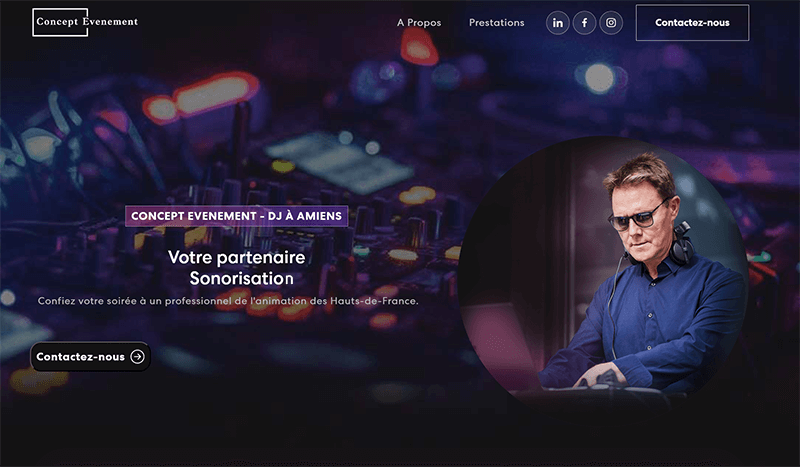 Concept Evenement
A Propos
Prestations
in
f
Contactez-nous
CONCEPT EVENEMENT - DJ À AMIENS
Votre partenaire
Sonorisation
Confiez votre soirée à un professionnel de l'animation des Hauts-de-France.
Contactez-nous